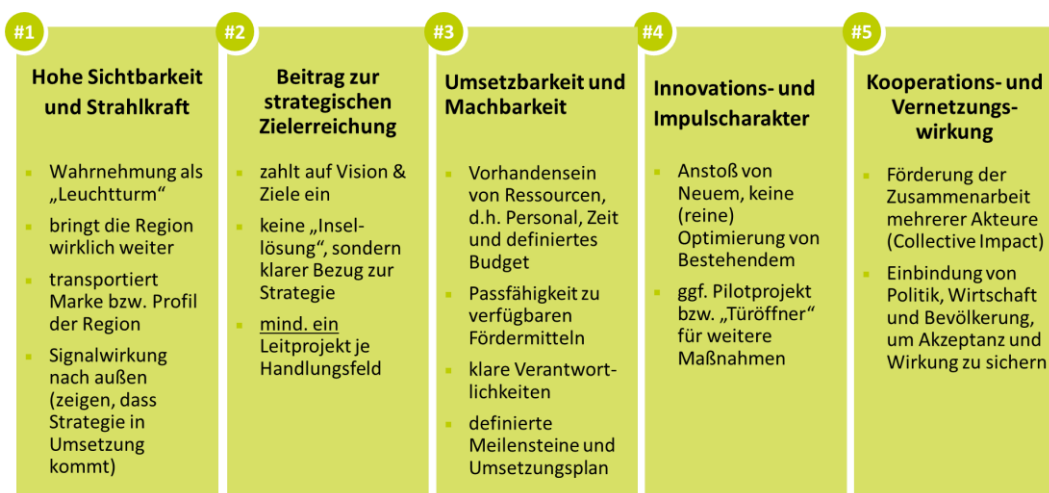 #1
Hohe Sichtbarkeit
und Strahlkraft
Wahrnehmung als
„Leuchtturm“
bringt die Region
wirklich weiter
transportiert
Marke bzw. Profil
der Region
Signalwirkung
nach außen
(zeigen, dass
Strategie in
Umsetzung
kommt)
#2
Beitrag zur
strategischen
Zielerreichung
zahlt auf Vision &
Ziele ein
keine „Insel-
lösung“, sondern
klarer Bezug zur
Strategie
mind. ein
Leitprojekt je
Handlungsfeld
#3
Umsetzbarkeit und
Machbarkeit
Vorhandensein
von Ressourcen,
d.h. Personal, Zeit
und definiertes
Budget
Passfähigkeit zu
verfügbaren
Fördermitteln
klare Verantwort-
lichkeiten
definierte
Meilensteine und
Umsetzungsplan
#4
Innovations- und
Impulscharakter
Anstoß von
Neuem, keine
(reine)
Optimierung von
Bestehendem
ggf. Pilotprojekt
bzw. „Türöffner“
für weitere
Maßnahmen
#5
Kooperations- und
Vernetzungs-
wirkung
Förderung der
Zusammenarbeit
mehrerer Akteure
(Collective Impact)
Einbindung von
Politik, Wirtschaft
und Bevölkerung,
um Akzeptanz und
Wirkung zu sichern